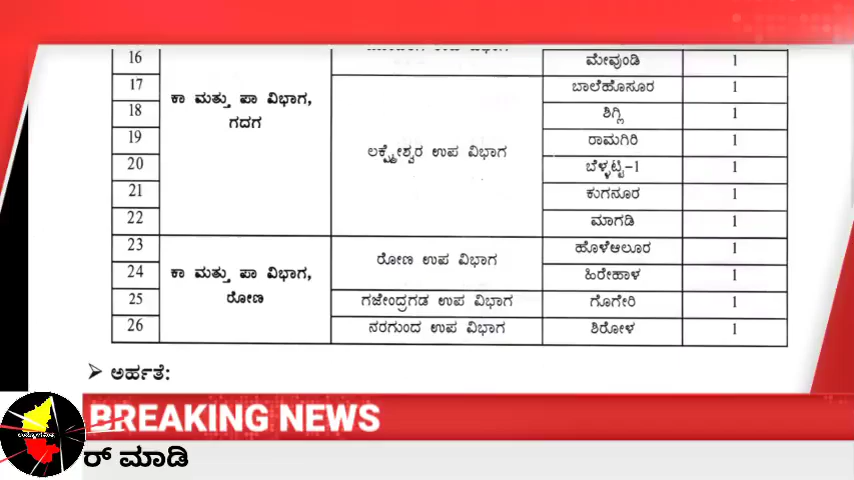 16 ಮೇವುಂಡಿ 1
17 ಬಾಲೆಹೊಸೂರ 1
ಕಾ ಮತ್ತು ಪಾ ವಿಭಾಗ,
ಗದಗ
18 ಶಿಗ್ಲಿ 1
19 ರಾಮಗಿರಿ 1
ಲಕ್ಷ್ಮೇಶ್ವರ ಉಪ ವಿಭಾಗ
20 ಬೆಳ್ಳಟ್ಟಿ-1 1
21 ಕುಗನೂರ 1
22 ಮಾಗಡಿ 1
23 ಹೊಳೆಆಲೂರ 1
ರೋಣ ಉಪ ವಿಭಾಗ
24 ಕಾ ಮತ್ತು ಪಾ ವಿಭಾಗ, ಹಿರೇಹಾಳ 1
ರೋಣ
25 ಗಜೇಂದ್ರಗಡ ಉಪ ವಿಭಾಗ ಗೊಗೇರಿ 1
26 ನರಗುಂದ ಉಪ ವಿಭಾಗ ಶಿರೋಳ 1
➢ ಅರ್ಹತೆ:
BREAKING NEWS
ರ್ ಮಾಡಿ